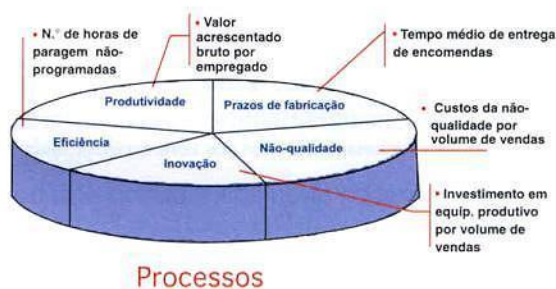 • N.º de horas de
paragem não-
programadas
• Valor
acrescentado
bruto por
empregado
• Tempo médio de entrega
de encomendas
Produtividade
Prazos de fabricação
• Custos da não-
qualidade por
volume de vendas
Eficiência
Não-qualidade
Inovação
• Investimento em
equip. produtivo
por volume de
vendas
Processos